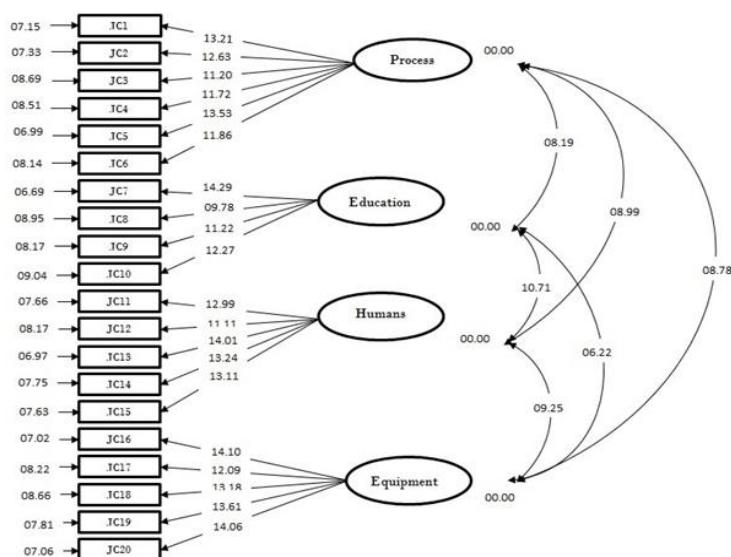 07.15 JC1
07.33 JC2
08.69 JC3
08.51 JC4
06.99 JC5
08.14 JC6
06.69 JC7
08.95 JC8
08.17 JC9
09.04 JC10
07.66 JC11
08.17 JC12
06.97 JC13
07.75 JC14
07.63 JC15
07.02 JC16
08.22 JC17
08.66 JC18
07.81 JC19
07.06 JC20
13.21
12.63
11.20
11.72
13.53
11.86
14.29
09.78
11.22
12.27
12.99
11.11
14.01
13.24
13.11
14.10
12.09
13.18
13.61
14.06
Process
Education
Humans
Equipment
00.00
00.00
00.00
00.00
08.19
08.99
08.78
10.71
06.22
09.25